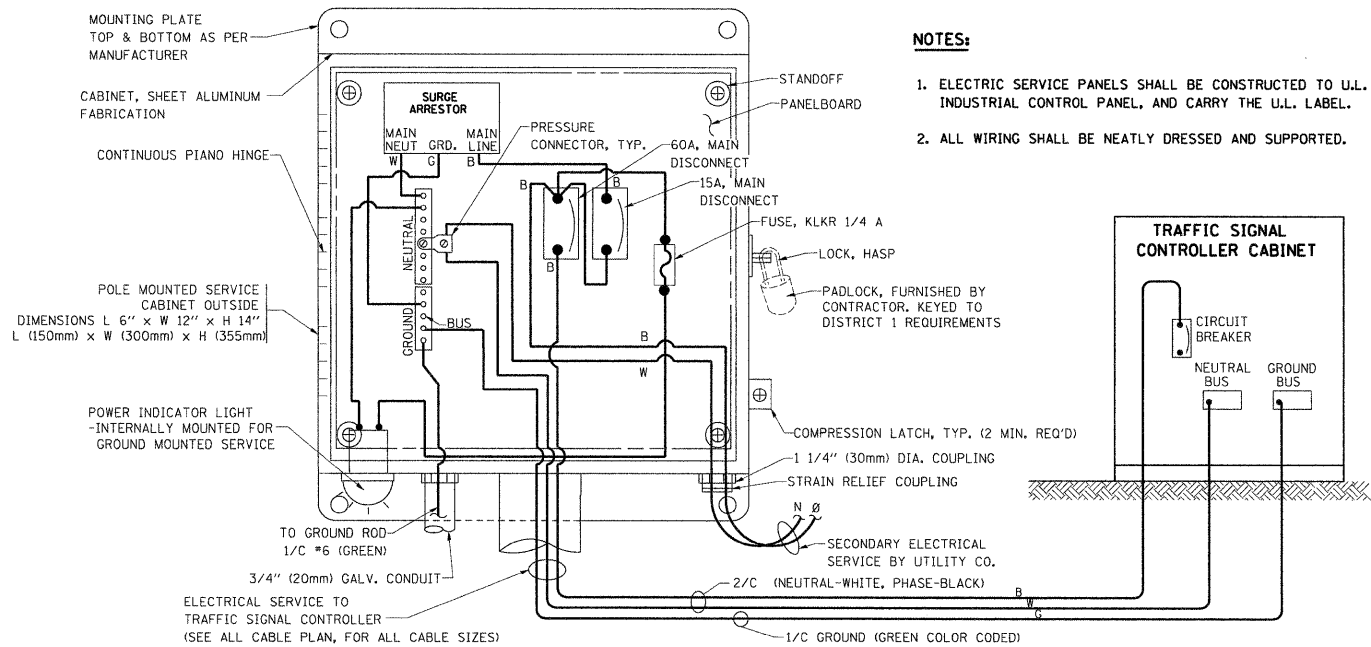 MOUNTING PLATE
TOP & BOTTOM AS PER
MANUFACTURER
CABINET, SHEET ALUMINUM
FABRICATION
CONTINUOUS PIANO HINGE
POLE MOUNTED SERVICE
CABINET OUTSIDE
DIMENSIONS L 6" x W 12" x H 14"
L (150mm) x W (300mm) x H (355mm)
POWER INDICATOR LIGHT
-INTERNALLY MOUNTED FOR
GROUND MOUNTED SERVICE
SURGE
ARRESTOR
MAIN NEUT
GRD.
MAIN LINE
W
G
B
NEUTRAL
GROUND
BUS
PRESSURE
CONNECTOR, TYP.
60A, MAIN
DISCONNECT
15A, MAIN
DISCONNECT
B
B
B
B
W
STANDOFF
PANELBOARD
FUSE, KLKR 1/4 A
LOCK, HASP
PADLOCK, FURNISHED BY
CONTRACTOR. KEYED TO
DISTRICT 1 REQUIREMENTS
COMPRESSION LATCH, TYP. (2 MIN. REQ'D)
1 1/4" (30mm) DIA. COUPLING
STRAIN RELIEF COUPLING
N Ø
SECONDARY ELECTRICAL
SERVICE BY UTILITY CO.
TO GROUND ROD
1/C #6 (GREEN)
3/4" (20mm) GALV. CONDUIT
ELECTRICAL SERVICE TO
TRAFFIC SIGNAL CONTROLLER
(SEE ALL CABLE PLAN, FOR ALL CABLE SIZES)
2/C (NEUTRAL-WHITE, PHASE-BLACK)
B
W
G
1/C GROUND (GREEN COLOR CODED)
NOTES:
1. ELECTRIC SERVICE PANELS SHALL BE CONSTRUCTED TO U.L.
INDUSTRIAL CONTROL PANEL, AND CARRY THE U.L. LABEL.
2. ALL WIRING SHALL BE NEATLY DRESSED AND SUPPORTED.
TRAFFIC SIGNAL
CONTROLLER CABINET
CIRCUIT
BREAKER
NEUTRAL
BUS
GROUND
BUS